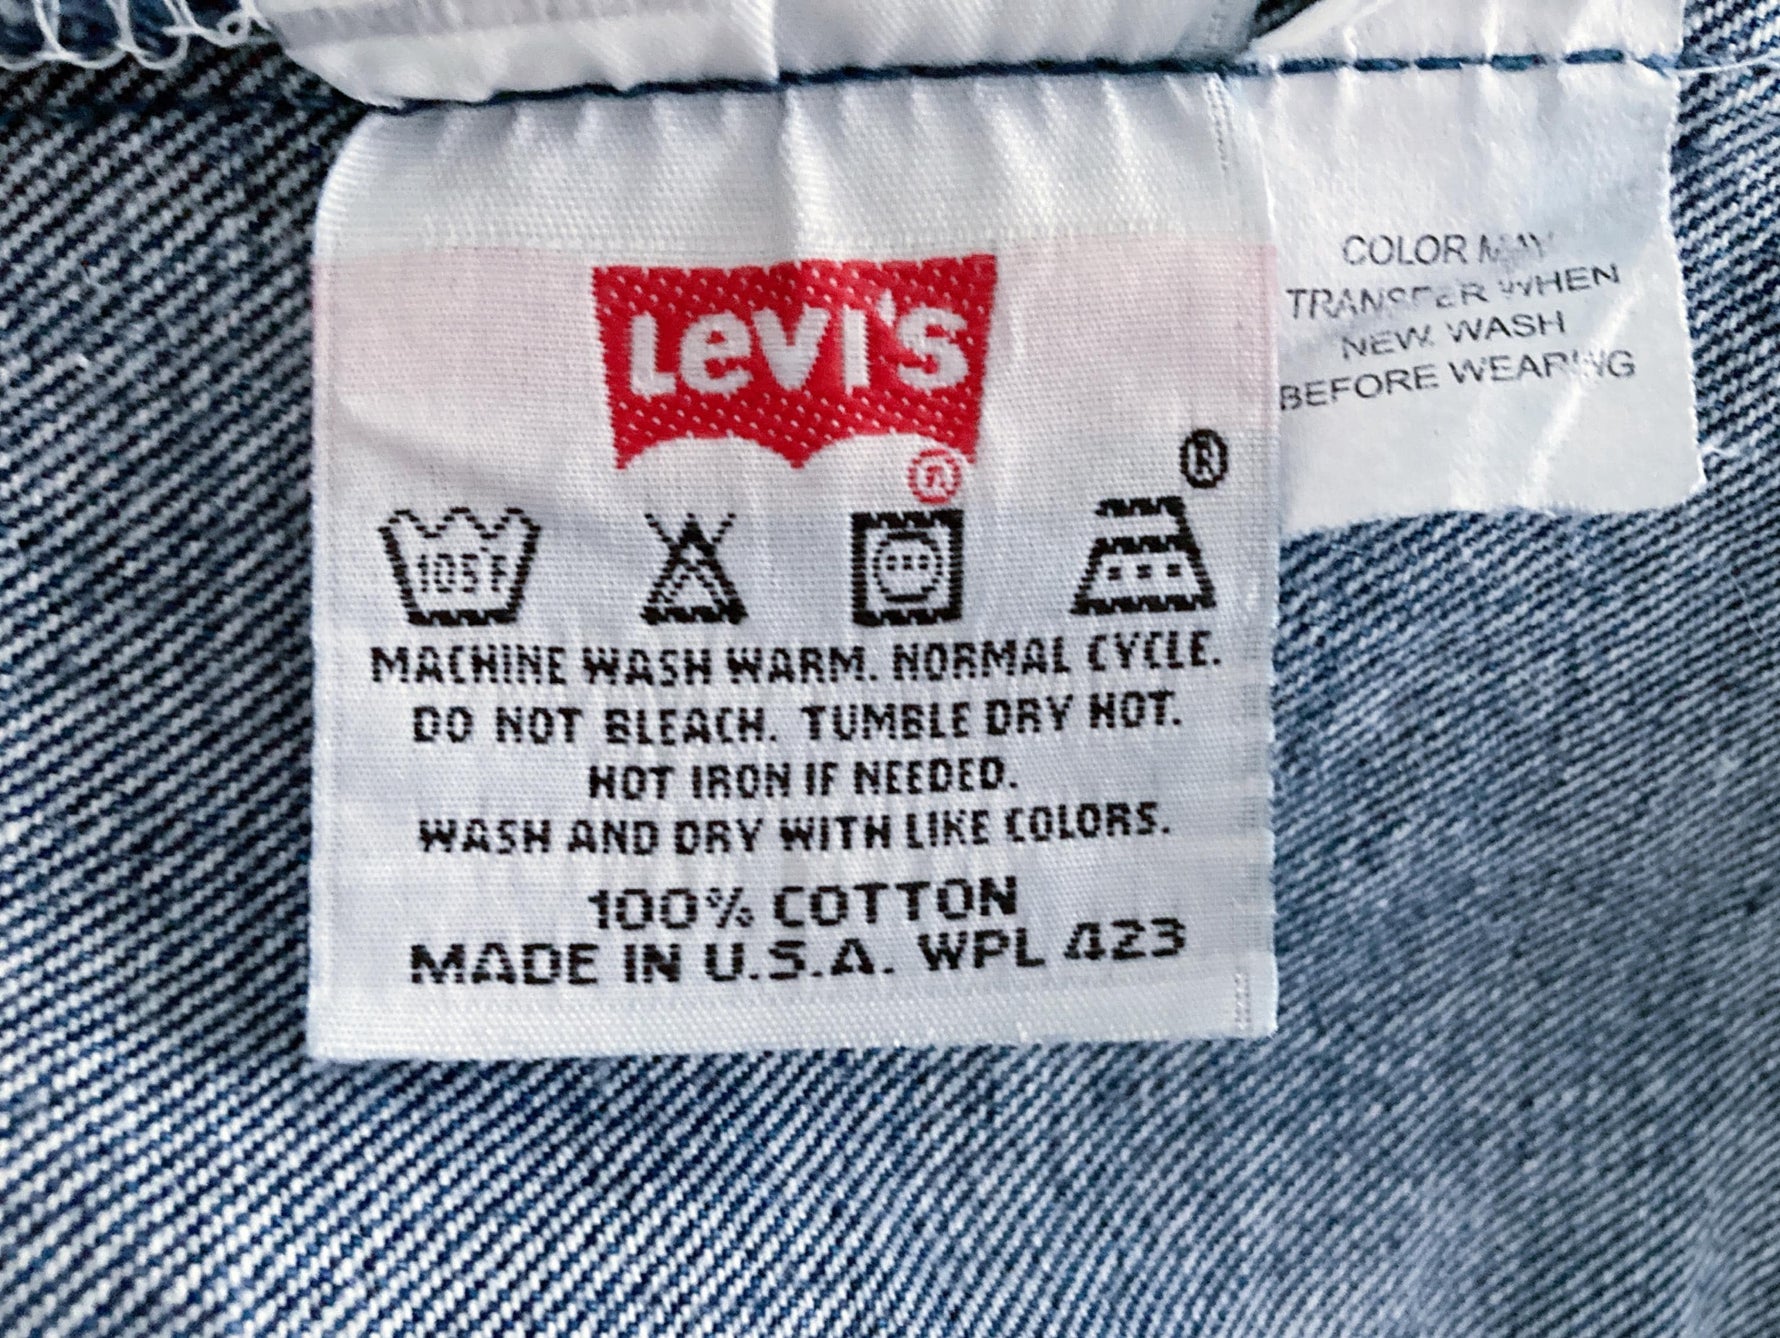 LEVI'S
®
®
105F
MACHINE WASH WARM. NORMAL CYCLE.
DO NOT BLEACH. TUMBLE DRY HOT.
HOT IRON IF NEEDED.
WASH AND DRY WITH LIKE COLORS.
100% COTTON
MADE IN U.S.A. WPL 423
COLOR MAY
TRANSFER WHEN
NEW. WASH
BEFORE WEARING